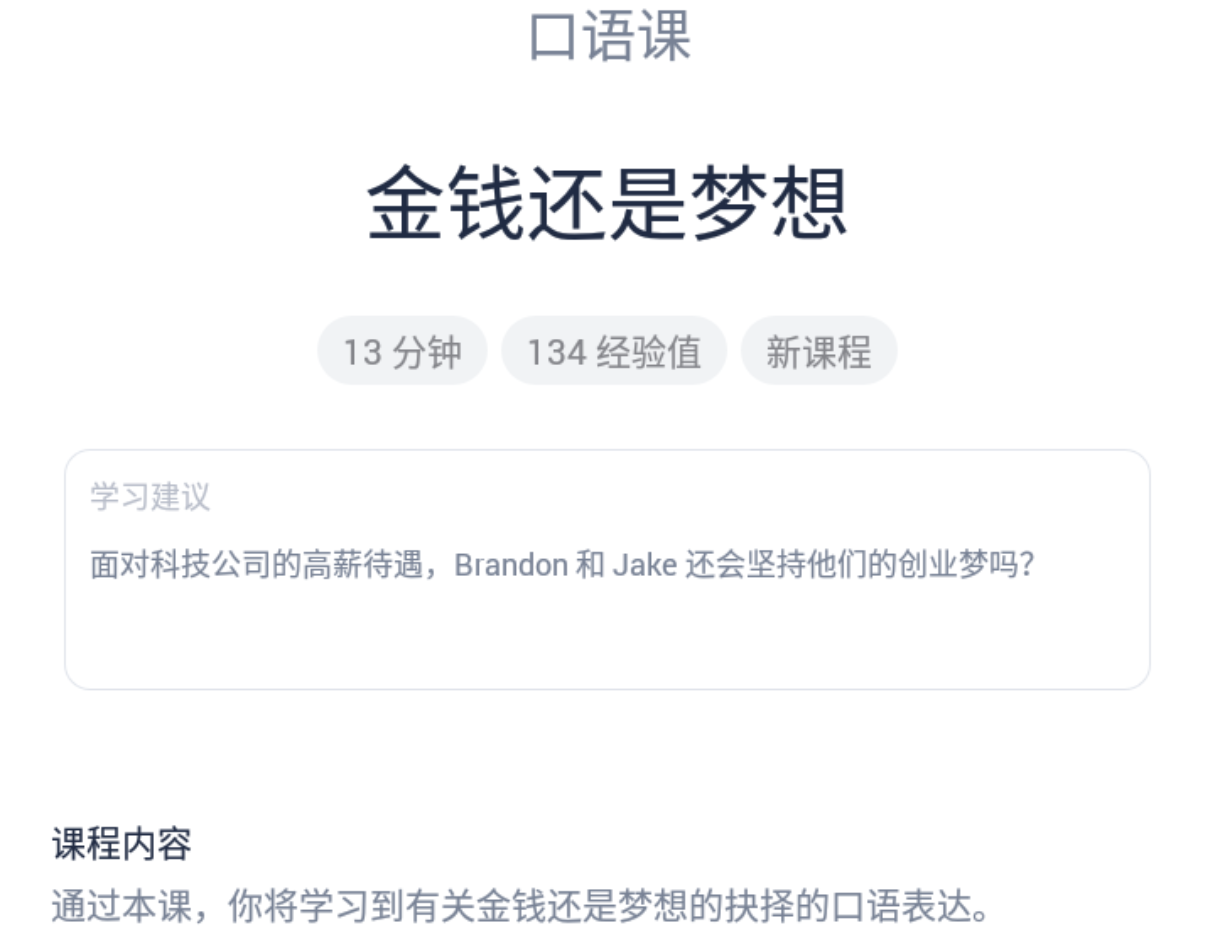 口语课
金钱还是梦想
13 分钟 134 经验值 新课程
学习建议
面对科技公司的高薪待遇，Brandon 和 Jake 还会坚持他们的创业梦吗？
课程内容
通过本课，你将学习到有关金钱还是梦想的抉择的口语表达。